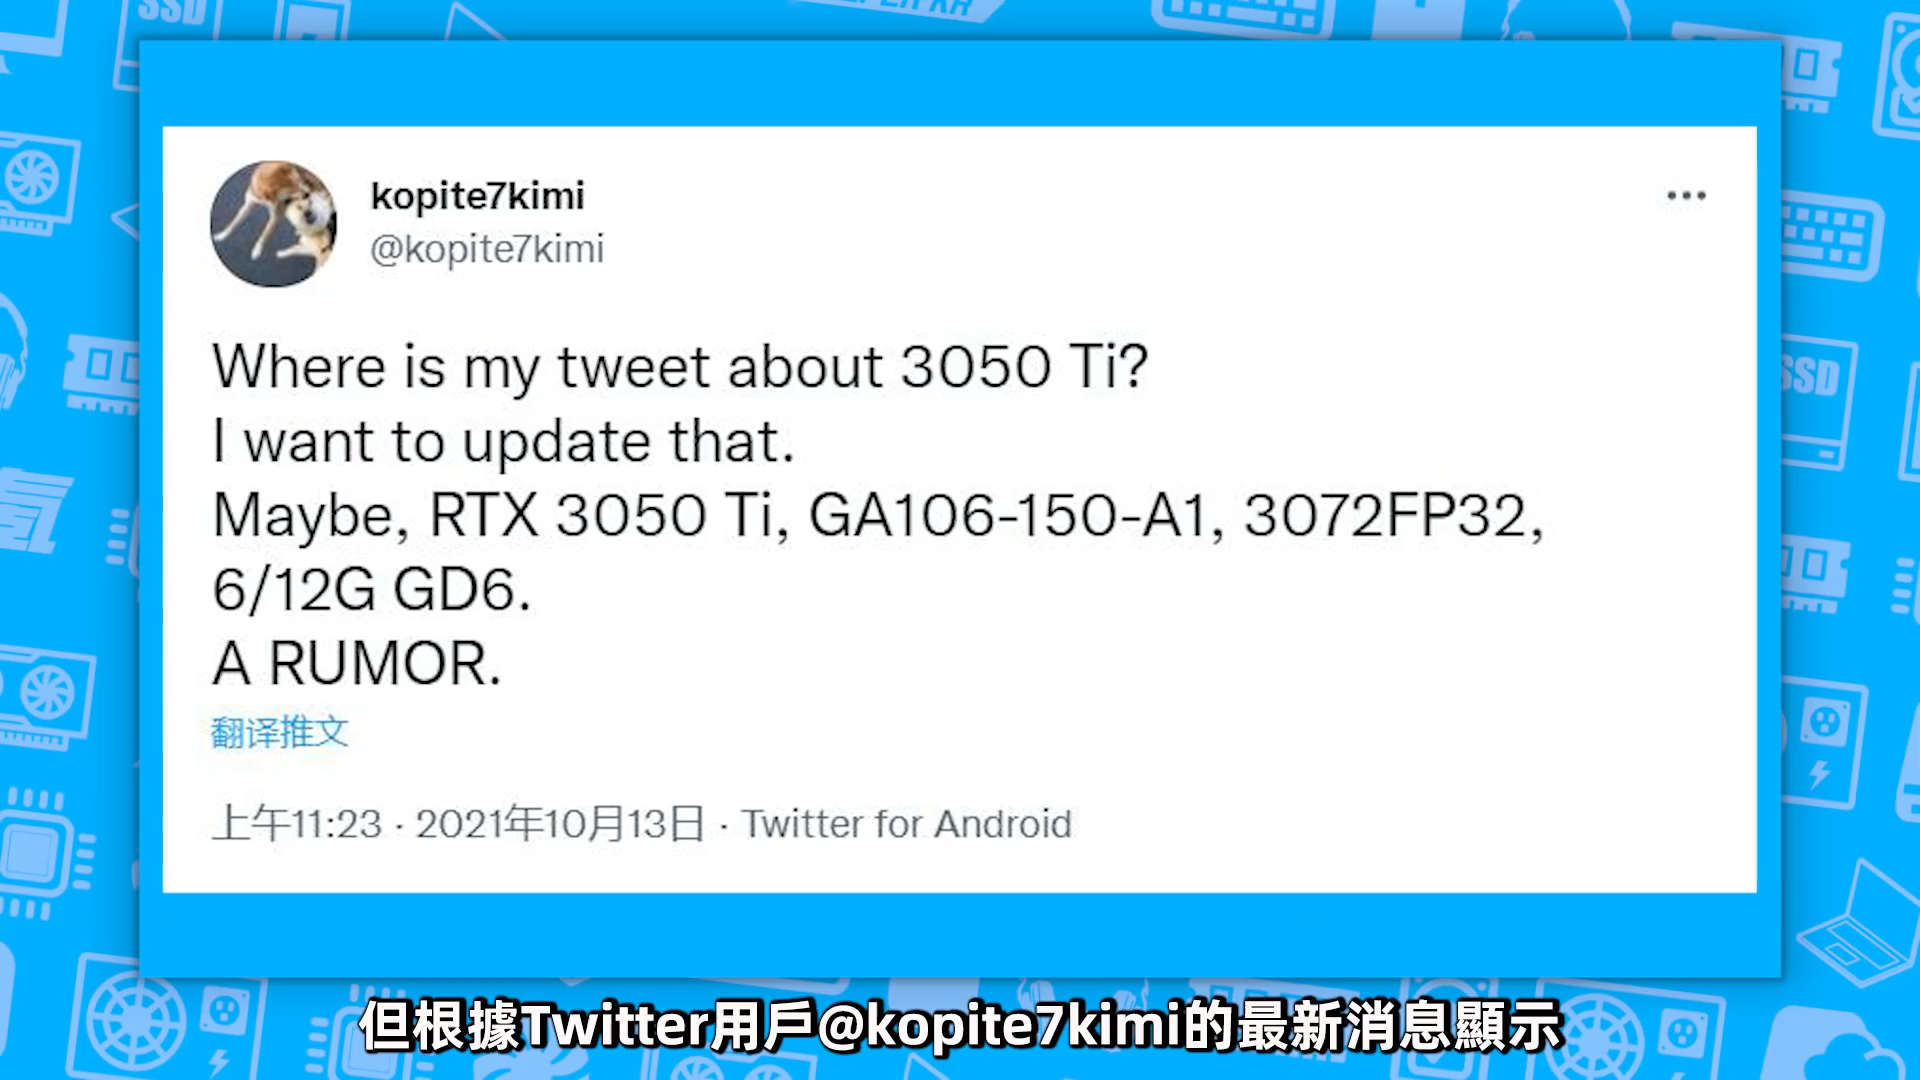 SSD
kopite7kimi
@kopite7kimi
Where is my tweet about 3050 Ti?
I want to update that.
Maybe, RTX 3050 Ti, GA106-150-A1, 3072FP32,
6/12G GD6.
A RUMOR.
翻译推文
上午11:23 · 2021年10月13日 · Twitter for Android
SSD
但根據Twitter用戶@kopite7kimi的最新消息顯示